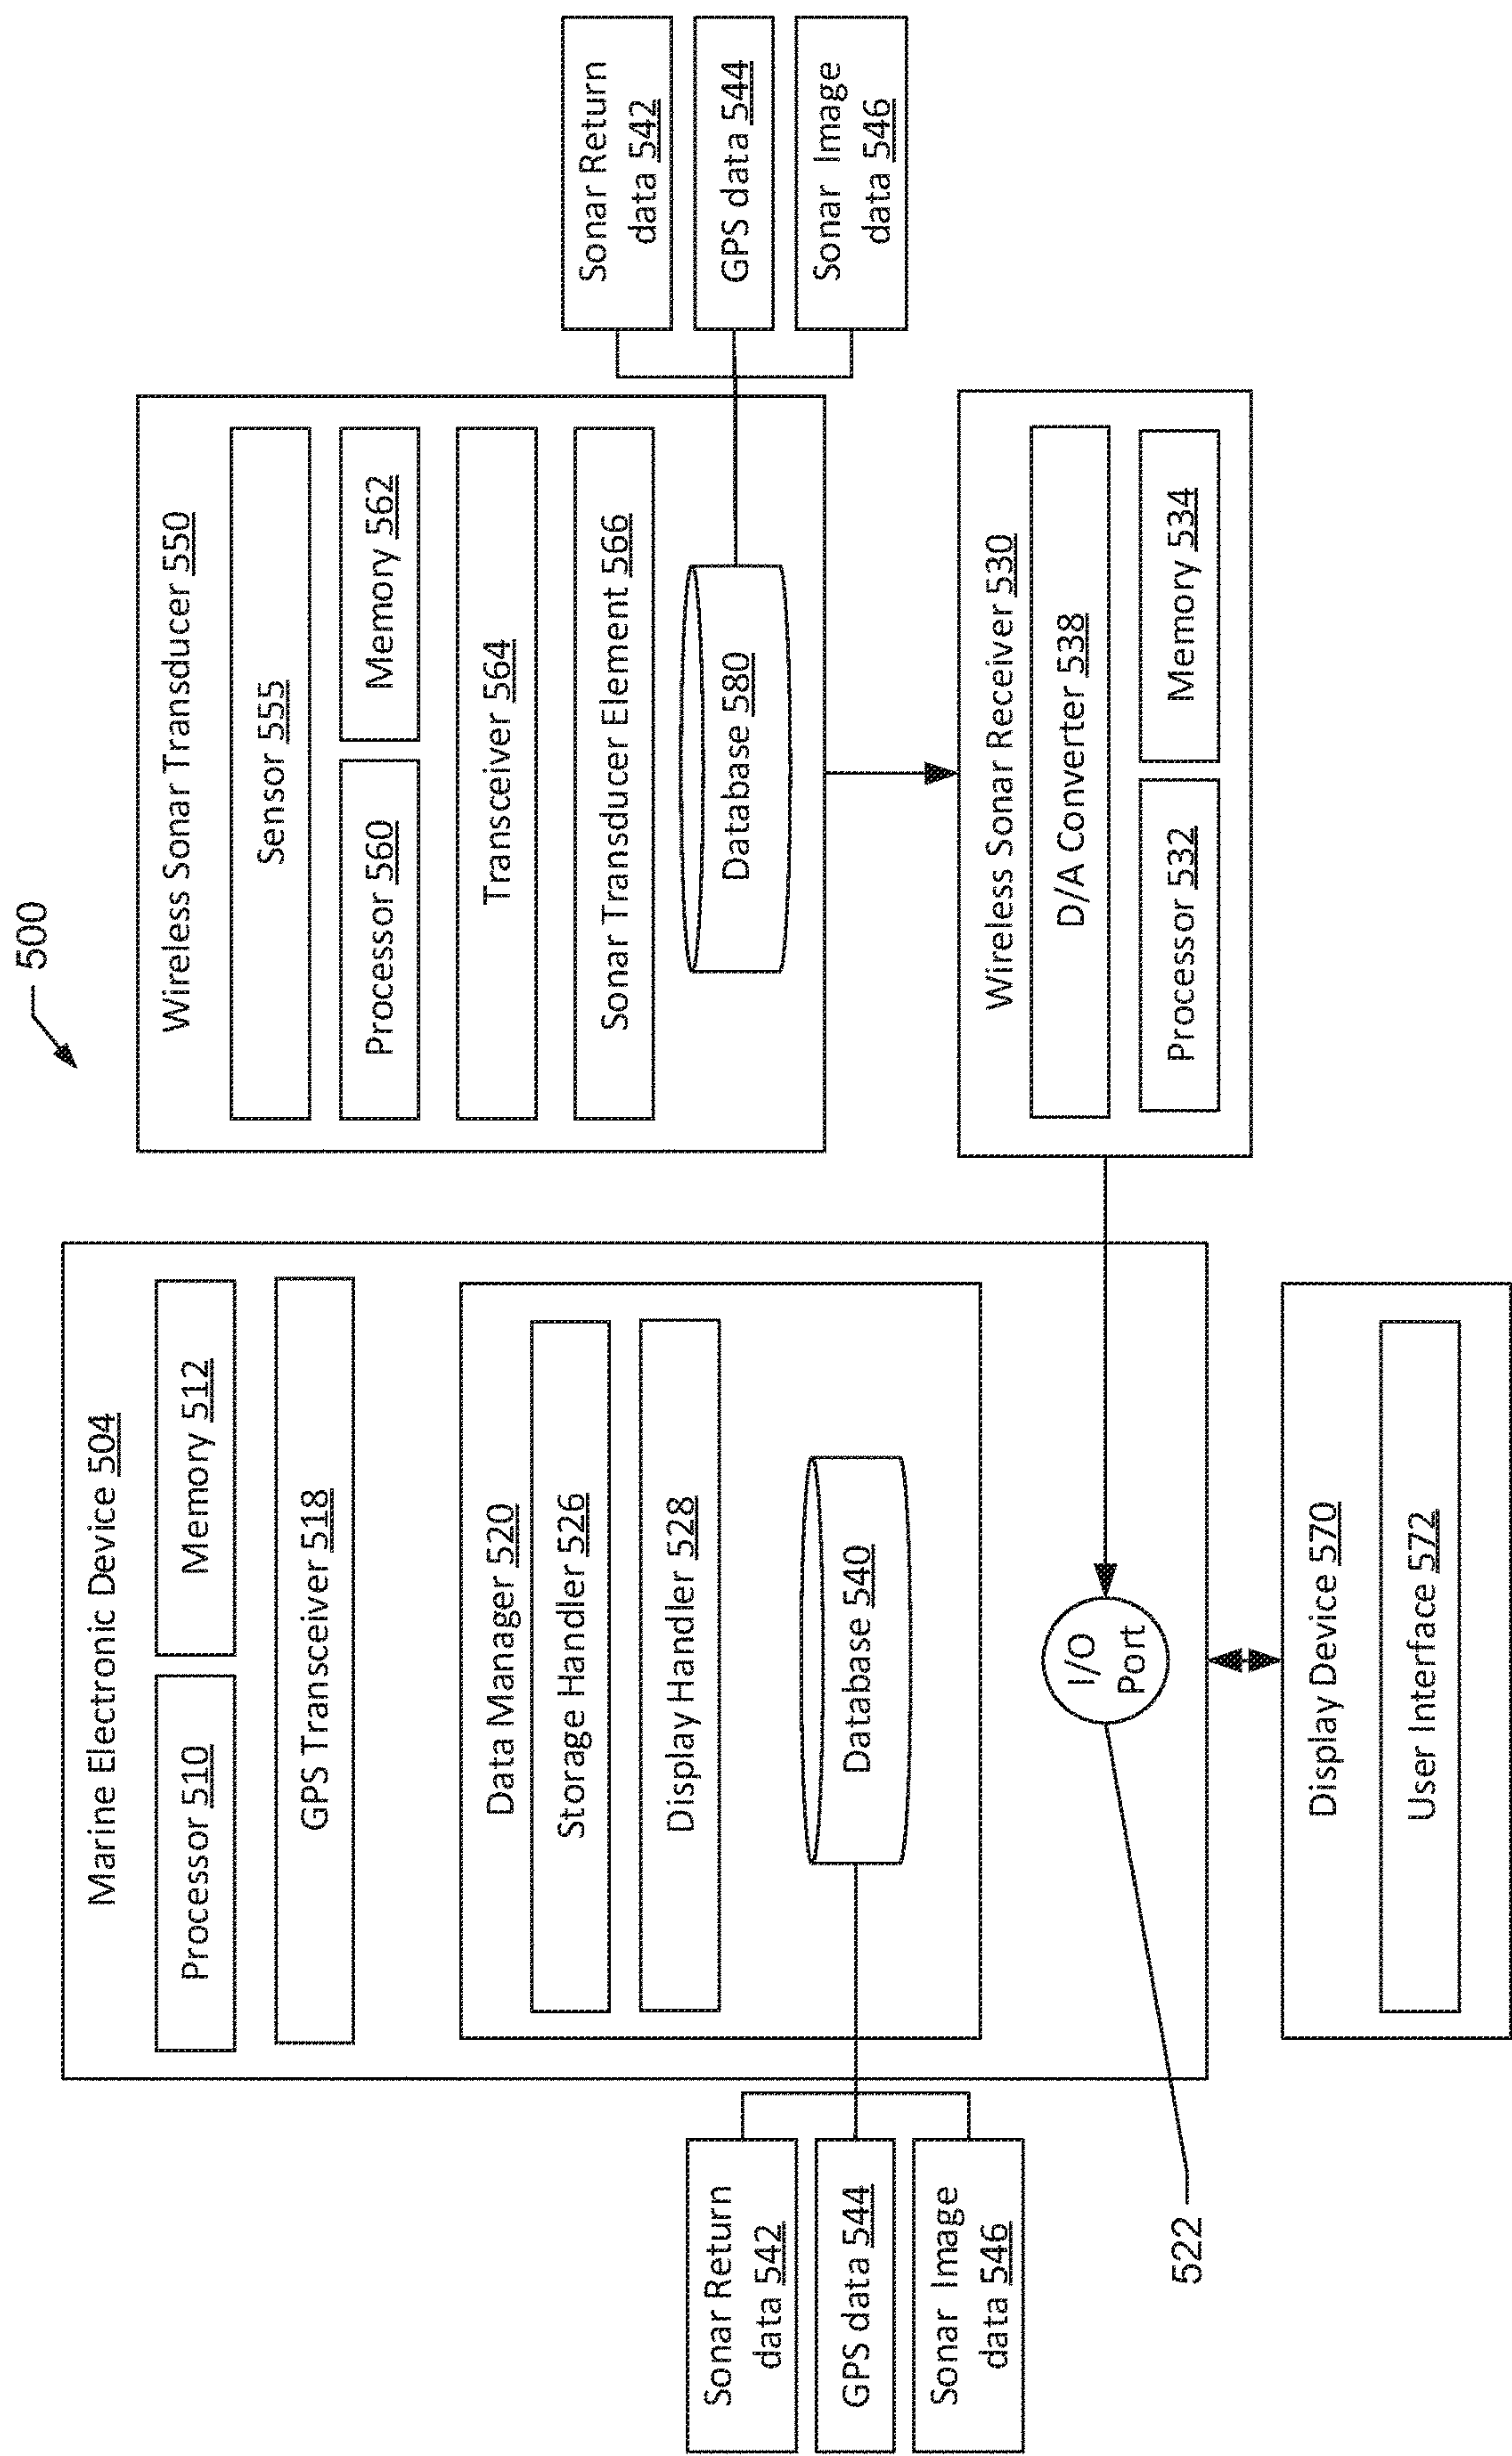 500
Marine Electronic Device 504
Processor 510
Memory 512
GPS Transceiver 518
Data Manager 520
Storage Handler 526
Display Handler 528
Database 540
Sonar Return
data 542
GPS data 544
Sonar Image
data 546
I/O
Port
522
Display Device 570
User Interface 572
Wireless Sonar Transducer 550
Sensor 555
Processor 560
Memory 562
Transceiver 564
Sonar Transducer Element 566
Database 580
Sonar Return
data 542
GPS data 544
Sonar Image
data 546
Wireless Sonar Receiver 530
D/A Converter 538
Processor 532
Memory 534